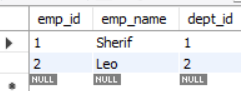 emp_id emp_name dept_id
1 Sherif 1
2 Leo 2
NULL NULL NULL